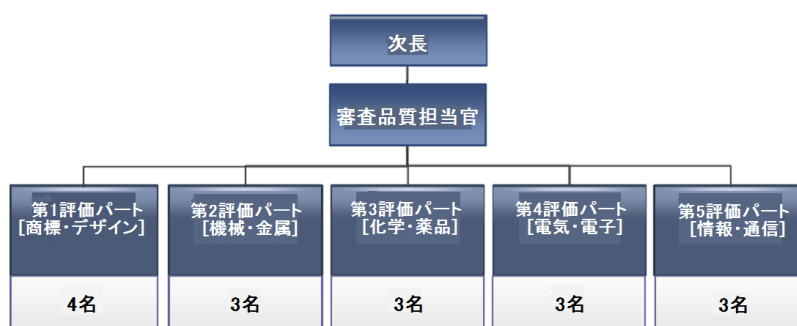 次長
審査品質担当官
第1評価パート
[商標・デザイン]
4名
第2評価パート
[機械・金属]
3名
第3評価パート
[化学・薬品]
3名
第4評価パート
[電気・電子]
3名
第5評価パート
[情報・通信]
3名